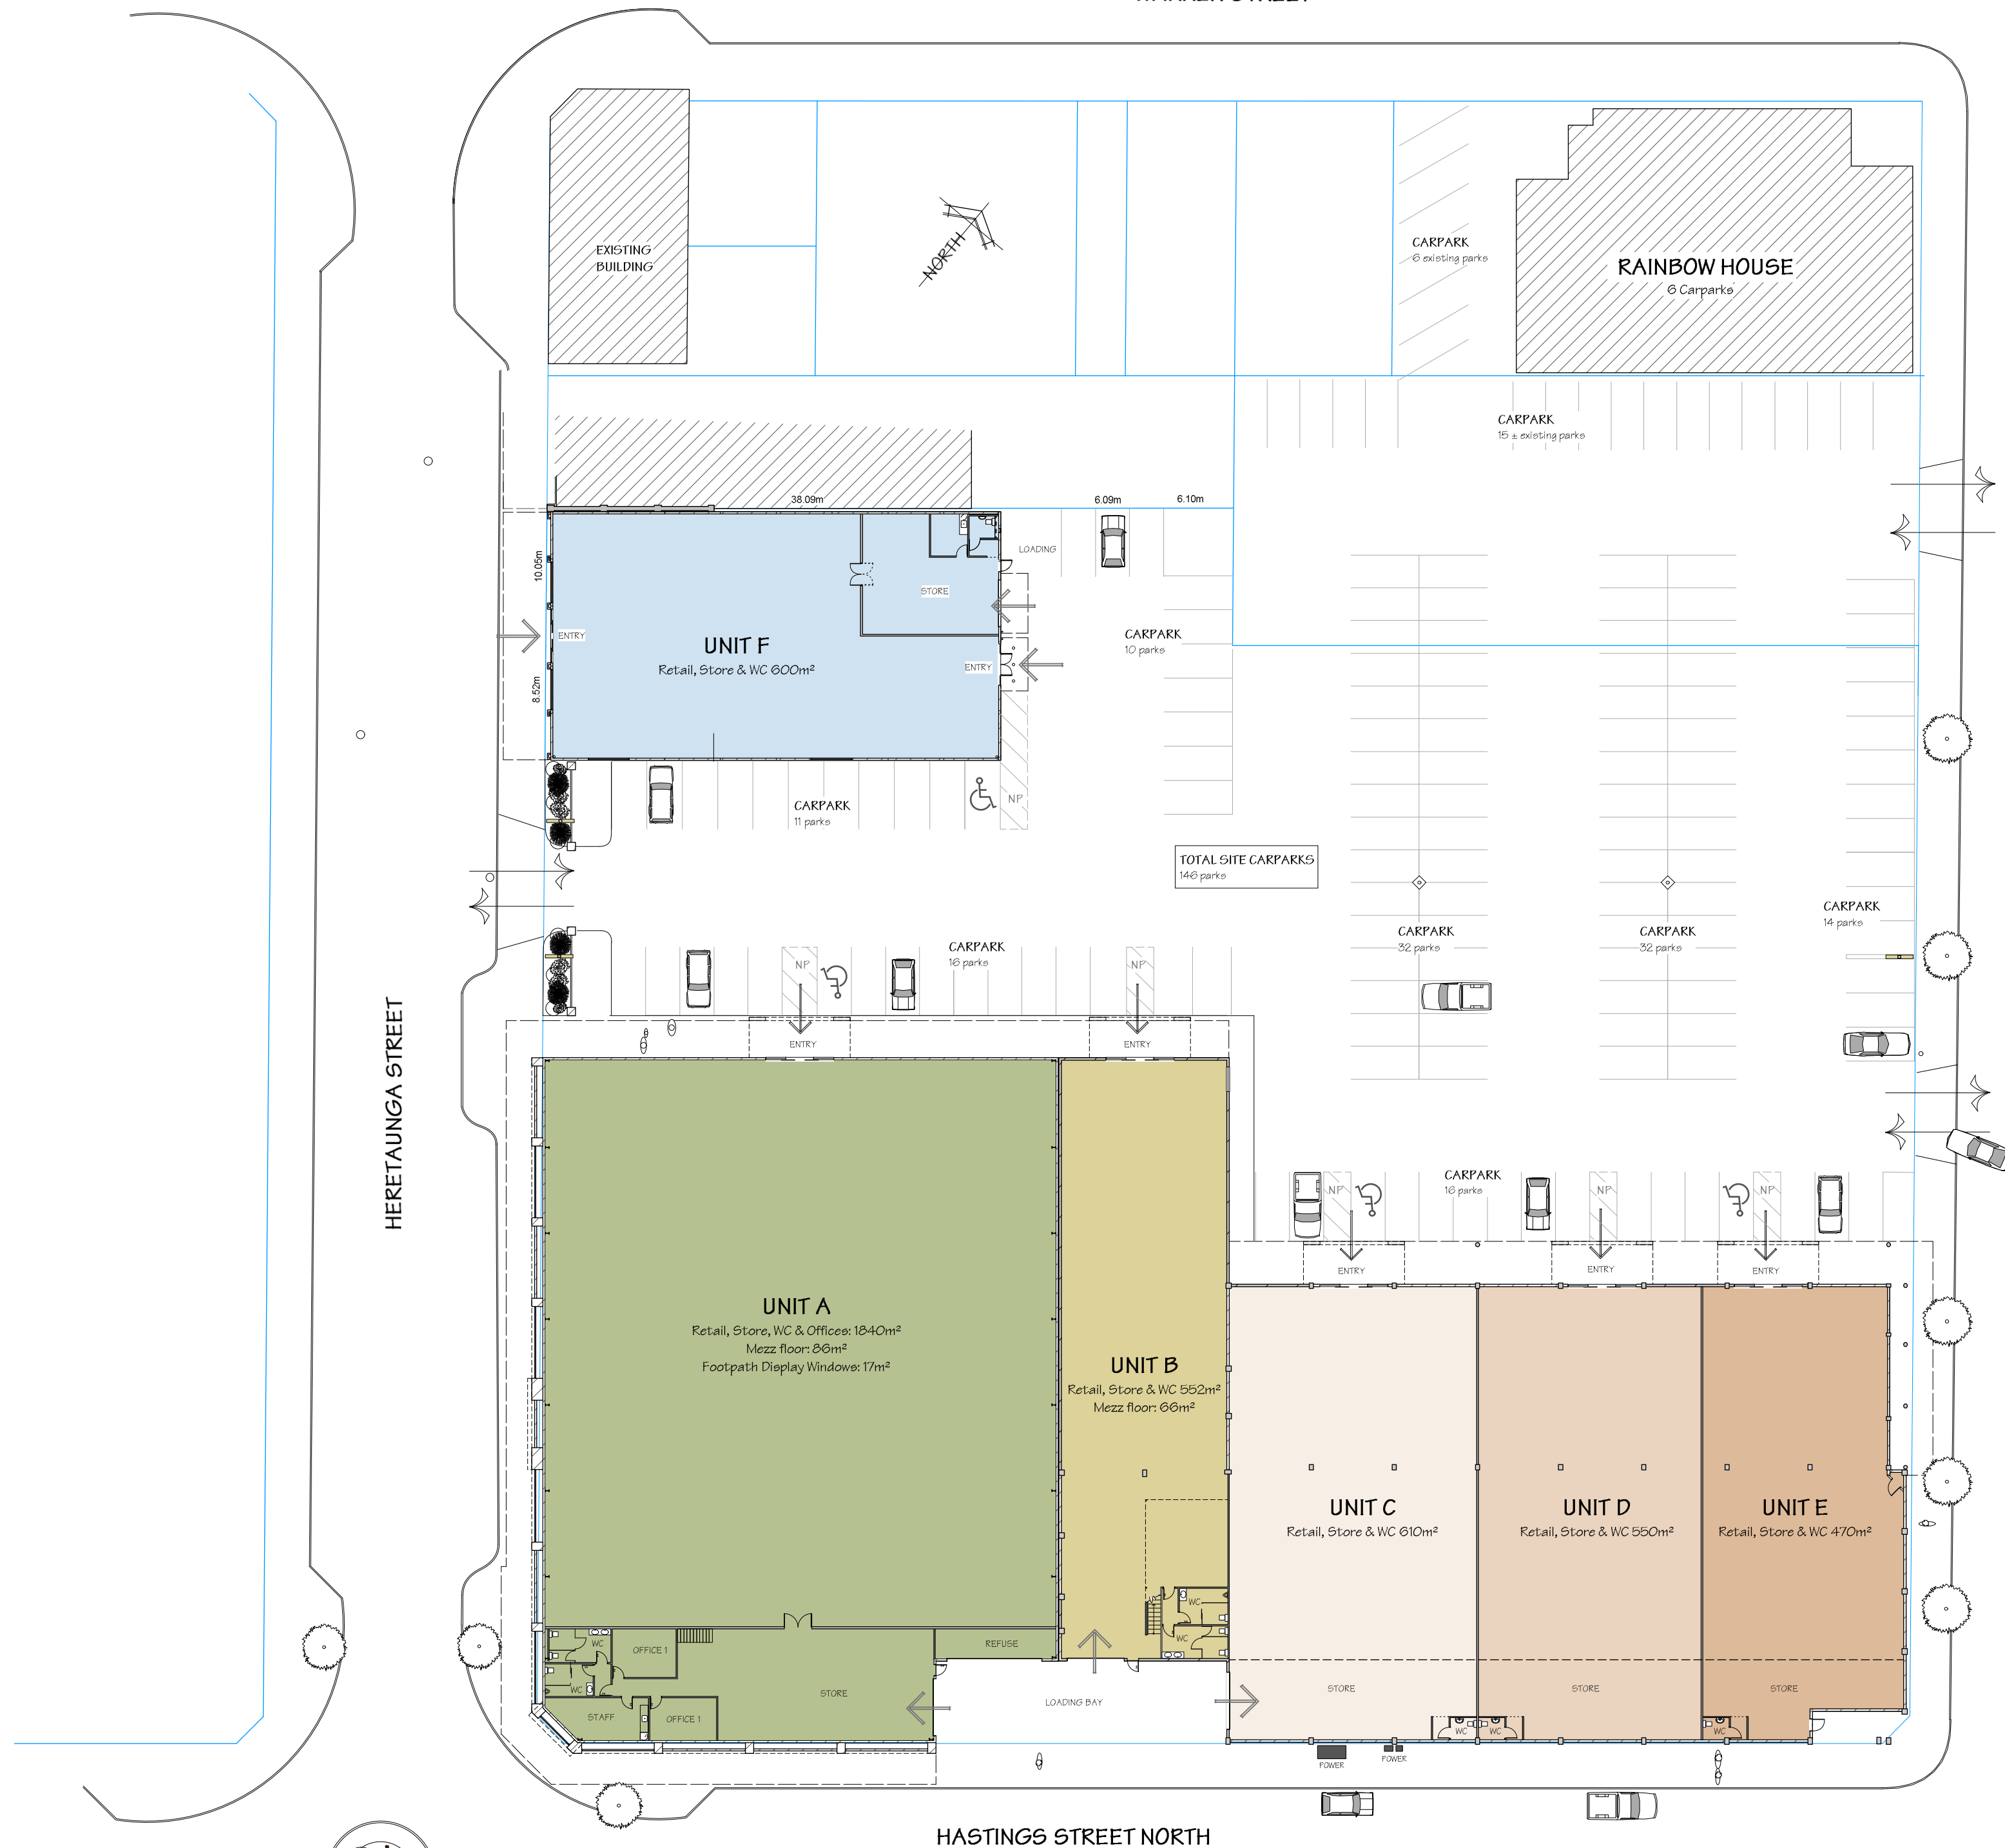 EXISTING
BUILDING
NORTH
CARPARK
6 existing parks
RAINBOW HOUSE
6 Carparks
CARPARK
15 ± existing parks
38.09m
6.09m
6.10m
LOADING
10.05m
STORE
ENTRY
UNIT F
Retail, Store & WC 600m²
ENTRY
8.52m
CARPARK
10 parks
CARPARK
11 parks
NP
TOTAL SITE CARPARKS
146 parks
CARPARK
14 parks
CARPARK
32 parks
CARPARK
32 parks
CARPARK
16 parks
NP
NP
ENTRY
ENTRY
HERETAUNGA STREET
CARPARK
16 parks
NP
NP
NP
ENTRY
ENTRY
ENTRY
UNIT A
Retail, Store, WC & Offices: 1840m²
Mezz floor: 86m²
Footpath Display Windows: 17m²
UNIT B
Retail, Store & WC 552m²
Mezz floor: 66m²
UNIT C
Retail, Store & WC 610m²
UNIT D
Retail, Store & WC 550m²
UNIT E
Retail, Store & WC 470m²
WC
WC
WC
OFFICE 1
REFUSE
WC
STORE
STAFF
OFFICE 1
LOADING BAY
STORE
STORE
STORE
WC
WC
WC
POWER
POWER
HASTINGS STREET NORTH